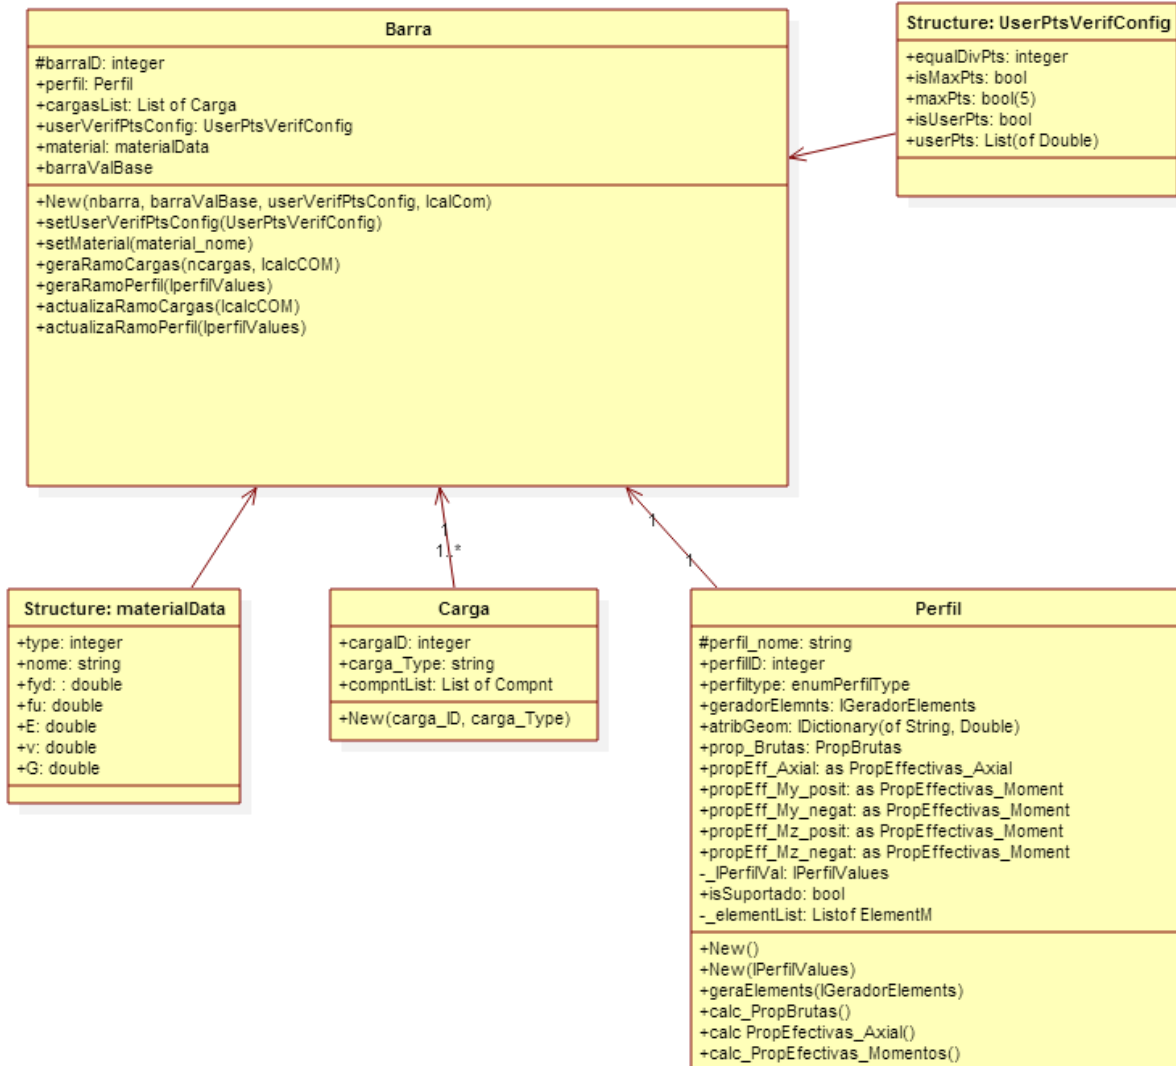 Barra
#barraID: integer
+perfil: Perfil
+cargasList: List of Carga
+userVerifPtsConfig: UserPtsVerifConfig
+material: materialData
+barraValBase
+New(nbarra, barraValBase, userVerifPtsConfig, IcalCom)
+setUserVerifPtsConfig(UserPtsVerifConfig)
+setMaterial(material_nome)
+geraRamoCargas(ncargas, IcalcCOM)
+geraRamoPerfil(IperfilValues)
+actualizaRamoCargas(IcalcCOM)
+actualizaRamoPerfil(IperfilValues)
Structure: UserPtsVerifConfig
+equalDivPts: integer
+isMaxPts: bool
+maxPts: bool(5)
+isUserPts: bool
+userPts: List(of Double)
1
1..*
1
1
Structure: materialData
+type: integer
+nome: string
+fyd: : double
+fu: double
+E: double
+v: double
+G: double
Carga
+cargaID: integer
+carga_Type: string
+compntList: List of Compnt
+New(carga_ID, carga_Type)
Perfil
#perfil_nome: string
+perfilID: integer
+perfiltype: enumPerfilType
+geradorElemnts: IGeradorElements
+atribGeom: IDictionary(of String, Double)
+prop_Brutas: PropBrutas
+propEff_Axial: as PropEffectivas_Axial
+propEff_My_posit: as PropEffectivas_Moment
+propEff_My_negat: as PropEffectivas_Moment
+propEff_Mz_posit: as PropEffectivas_Moment
+propEff_Mz_negat: as PropEffectivas_Moment
-_IPerfilVal: IPerfilValues
+isSuportado: bool
-_elementList: Listof ElementM
+New()
+New(IPerfilValues)
+geraElements(IGeradorElements)
+calc_PropBrutas()
+calc PropEfectivas_Axial()
+calc_PropEfectivas_Momentos()